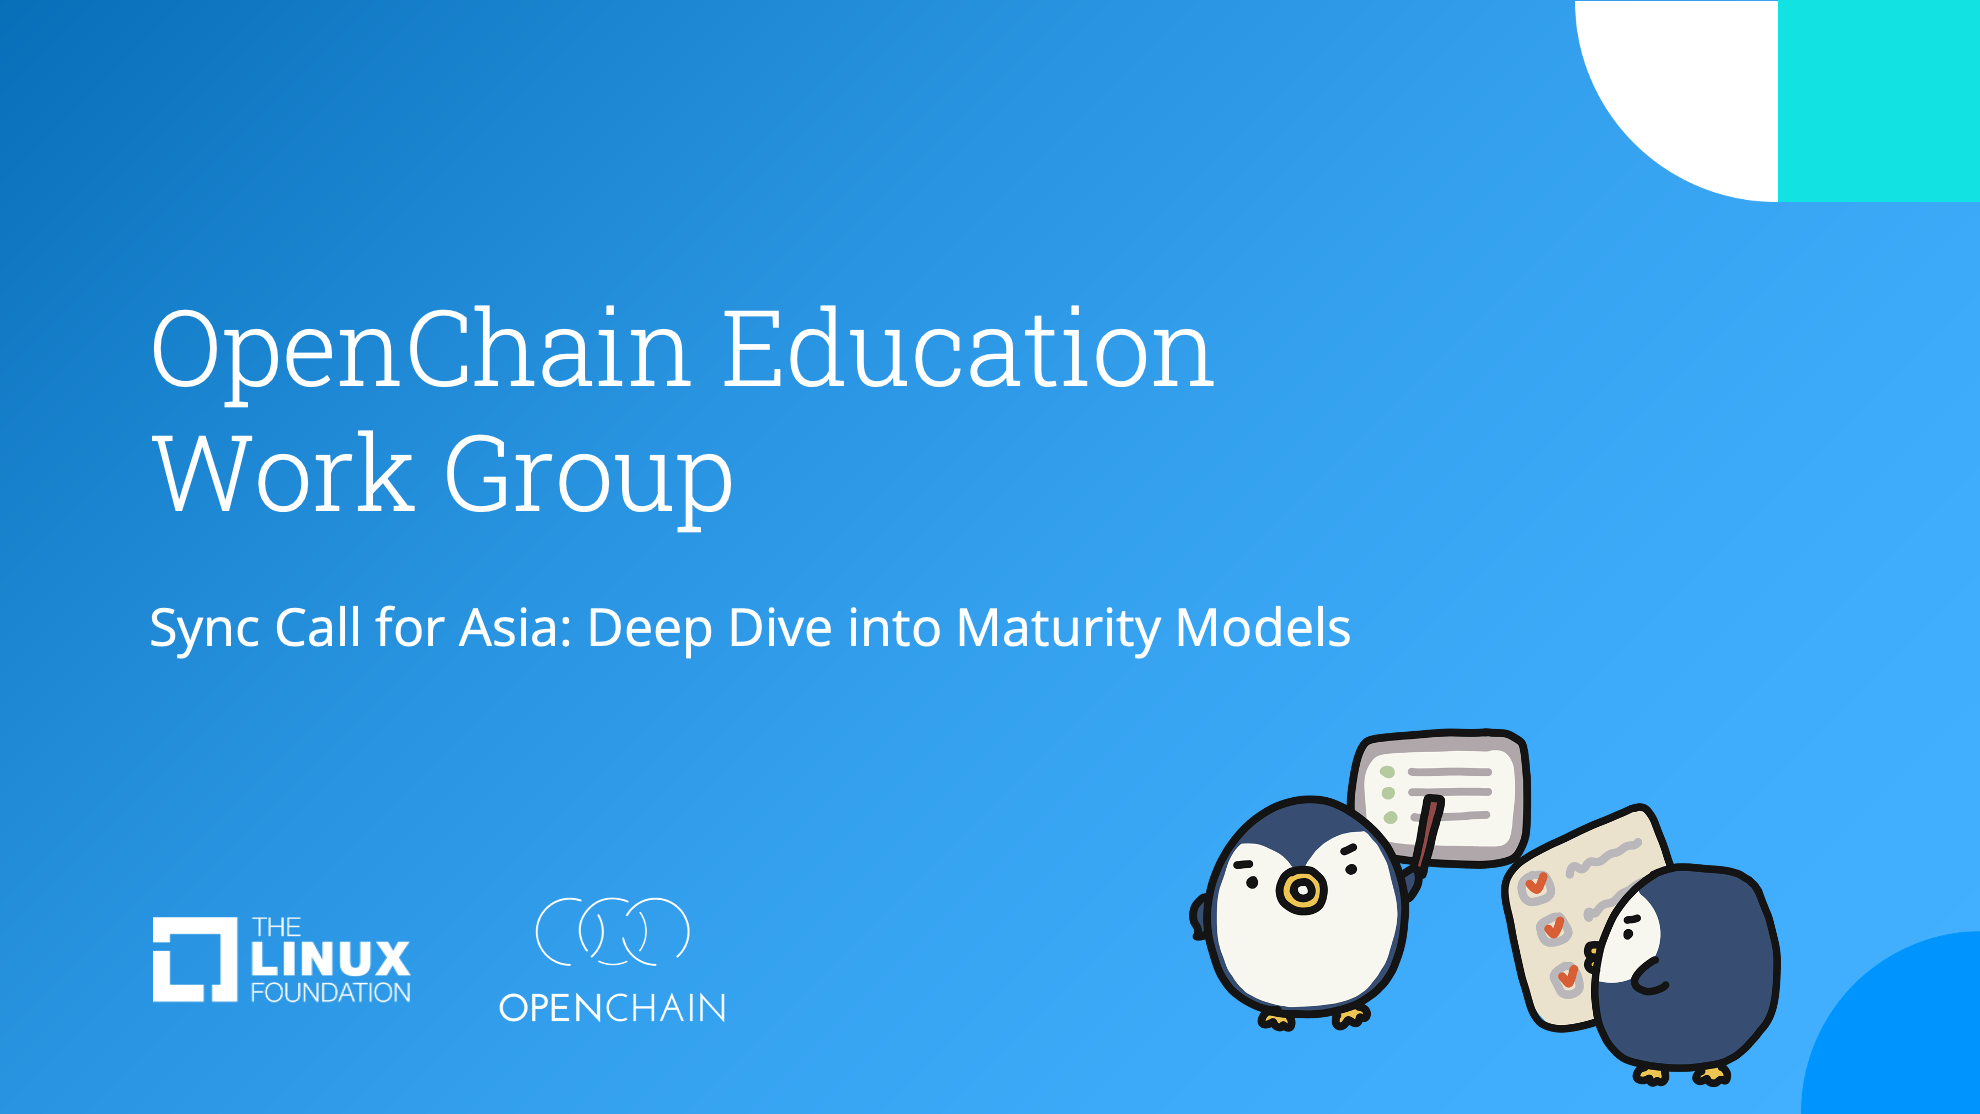 OpenChain Education
Work Group
Sync Call for Asia: Deep Dive into Maturity Models
THE
LINUX
FOUNDATION
OPENCHAIN